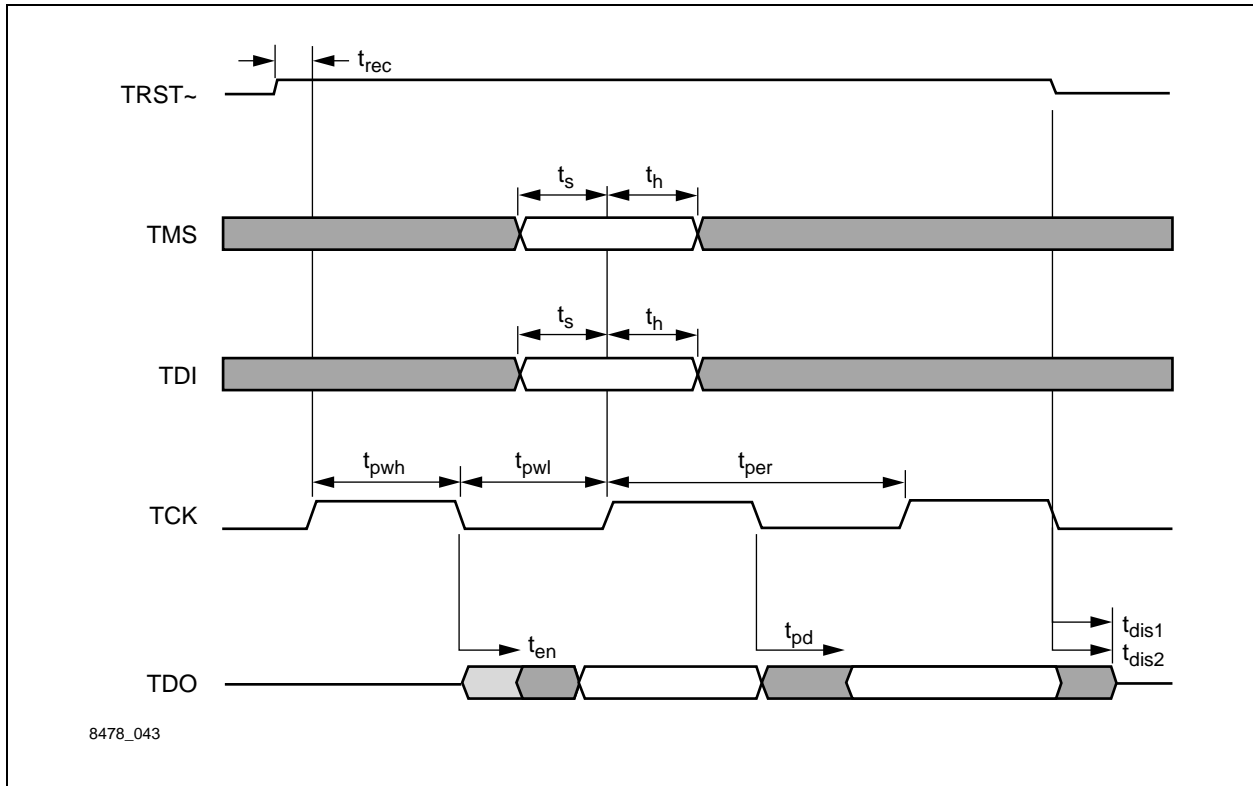 t_rec
TRST~
t_s t_h
TMS
t_s t_h
TDI
t_pwh t_pwl t_per
TCK
t_en t_pd t_dis1
t_dis2
TDO
8478_043